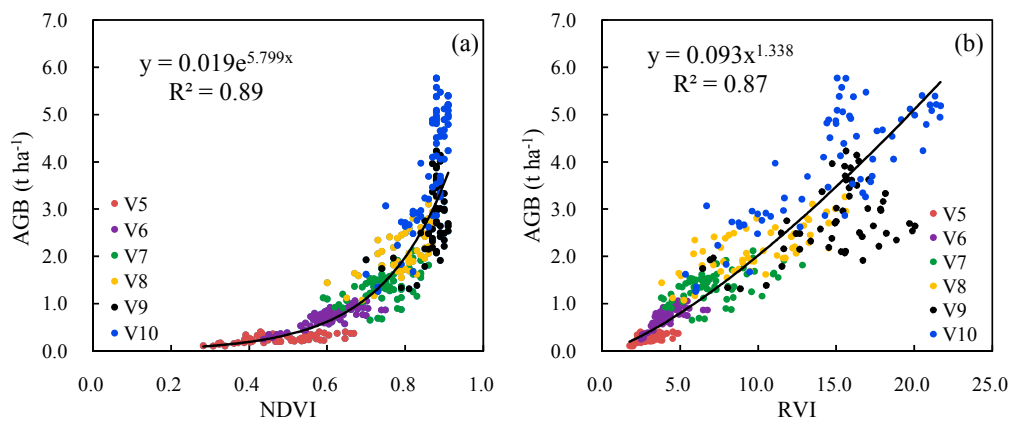 7.0
6.0
5.0
4.0
3.0
2.0
1.0
0.0
AGB (t ha⁻¹)
y = 0.019e⁵·⁷⁹⁹ˣ
R² = 0.89
(a)
V5
V6
V7
V8
V9
V10
0.0 0.2 0.4 0.6 0.8 1.0
NDVI
7.0
6.0
5.0
4.0
3.0
2.0
1.0
0.0
AGB (t ha⁻¹)
y = 0.093x¹·³³⁸
R² = 0.87
(b)
V5
V6
V7
V8
V9
V10
0.0 5.0 10.0 15.0 20.0 25.0
RVI